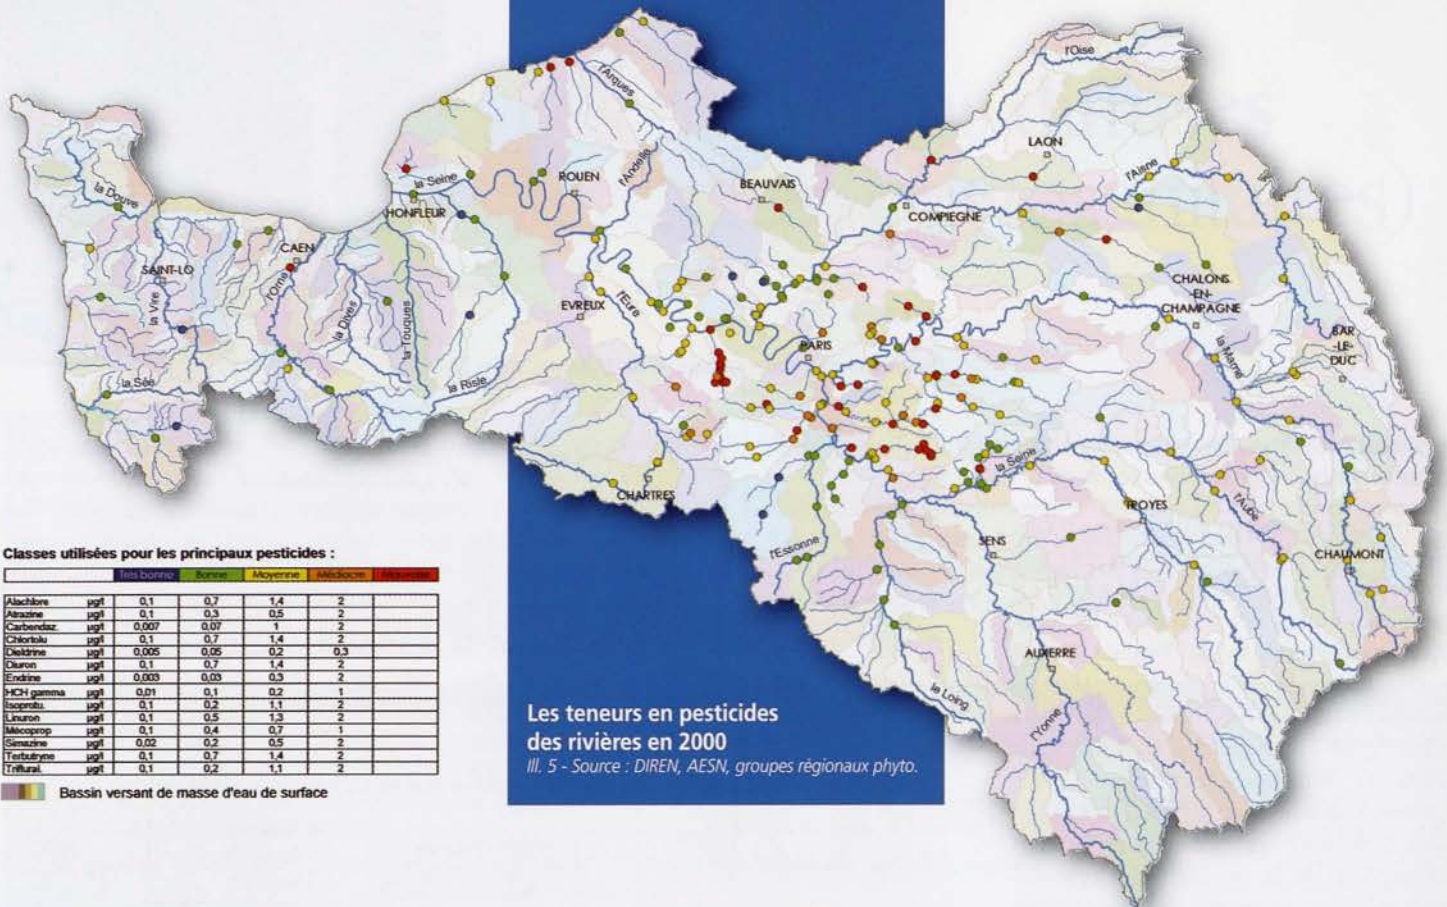 l'Oise
l'Arques
LAON
l'Aisne
la Douve
la Seine
ROUEN
l'Andelle
BEAUVAIS
HONFLEUR
COMPIEGNE
CAEN
SAINT-LO
l'Orne
la Vire
la Dives
la Touques
EVREUX
l'Eure
CHALONS
EN-
CHAMPAGNE
PARIS
la Marne
BAR
-LE-
DUC
la Sée
la Risle
la Seine
CHARTRES
l'Aube
TROYES
l'Essonne
SENS
CHAUMONT
AUXERRE
la Loing
l'Yonne
Classes utilisées pour les principaux pesticides :
Très bonne Bonne Moyenne Médiocre Mauvaise
Alachlore µg/l 0,1 0,7 1,4 2
Atrazine µg/l 0,1 0,3 0,5 2
Carbendaz. µg/l 0,007 0,07 1 2
Chlortolu µg/l 0,1 0,7 1,4 2
Dieldrine µg/l 0,005 0,05 0,2 0,3
Diuron µg/l 0,1 0,7 1,4 2
Endrine µg/l 0,003 0,03 0,3 2
HCH gamma µg/l 0,01 0,1 0,2 1
Isoprotu. µg/l 0,1 0,2 1,1 2
Linuron µg/l 0,1 0,5 1,3 2
Mécoprop µg/l 0,1 0,4 0,7 1
Simazine µg/l 0,02 0,2 0,5 2
Terbutryne µg/l 0,1 0,7 1,4 2
Triflural. µg/l 0,1 0,2 1,1 2
Bassin versant de masse d'eau de surface
Les teneurs en pesticides
des rivières en 2000
Ill. 5 - Source : DIREN, AESN, groupes régionaux phyto.